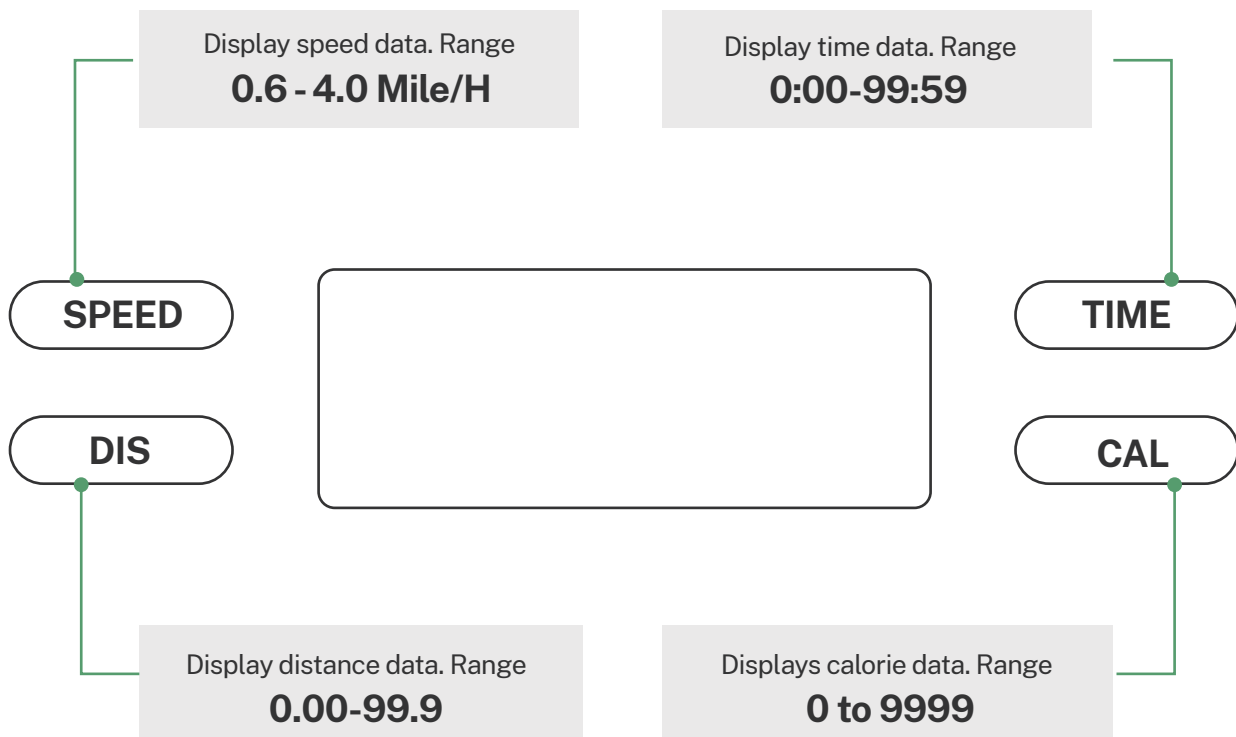 Display speed data. Range
0.6 - 4.0 Mile/H
Display time data. Range
0:00-99:59
SPEED
TIME
DIS
CAL
Display distance data. Range
0.00-99.9
Displays calorie data. Range
0 to 9999